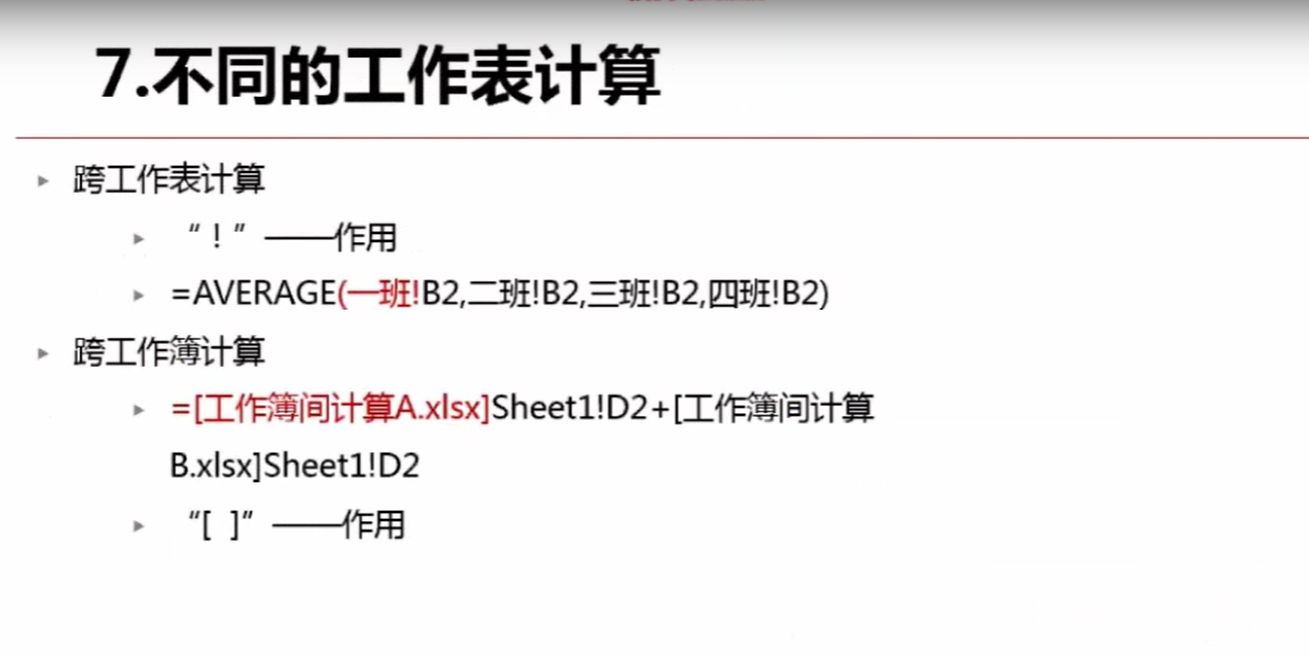 7.不同的工作表计算
跨工作表计算
“！”——作用
=AVERAGE(一班!B2,二班!B2,三班!B2,四班!B2)
跨工作簿计算
=[工作簿间计算A.xlsx]Sheet1!D2+[工作簿间计算
B.xlsx]Sheet1!D2
“[ ]”——作用